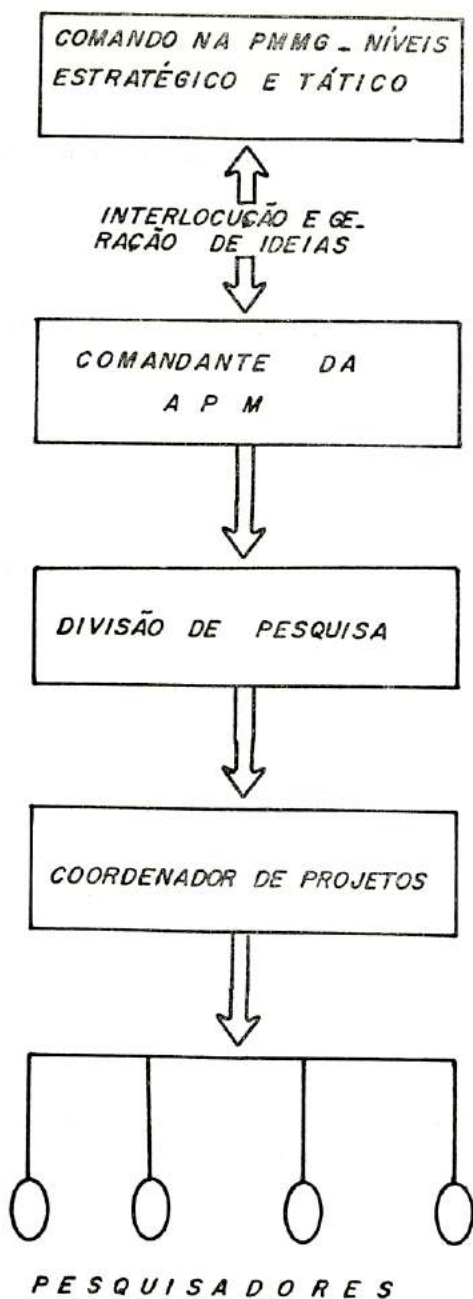 COMANDO NA PMMG - NÍVEIS
ESTRATÉGICO E TÁTICO
INTERLOCUÇÃO E GE-
RAÇÃO DE IDEIAS
COMANDANTE DA
A P M
DIVISÃO DE PESQUISA
COORDENADOR DE PROJETOS
PESQUISADORES